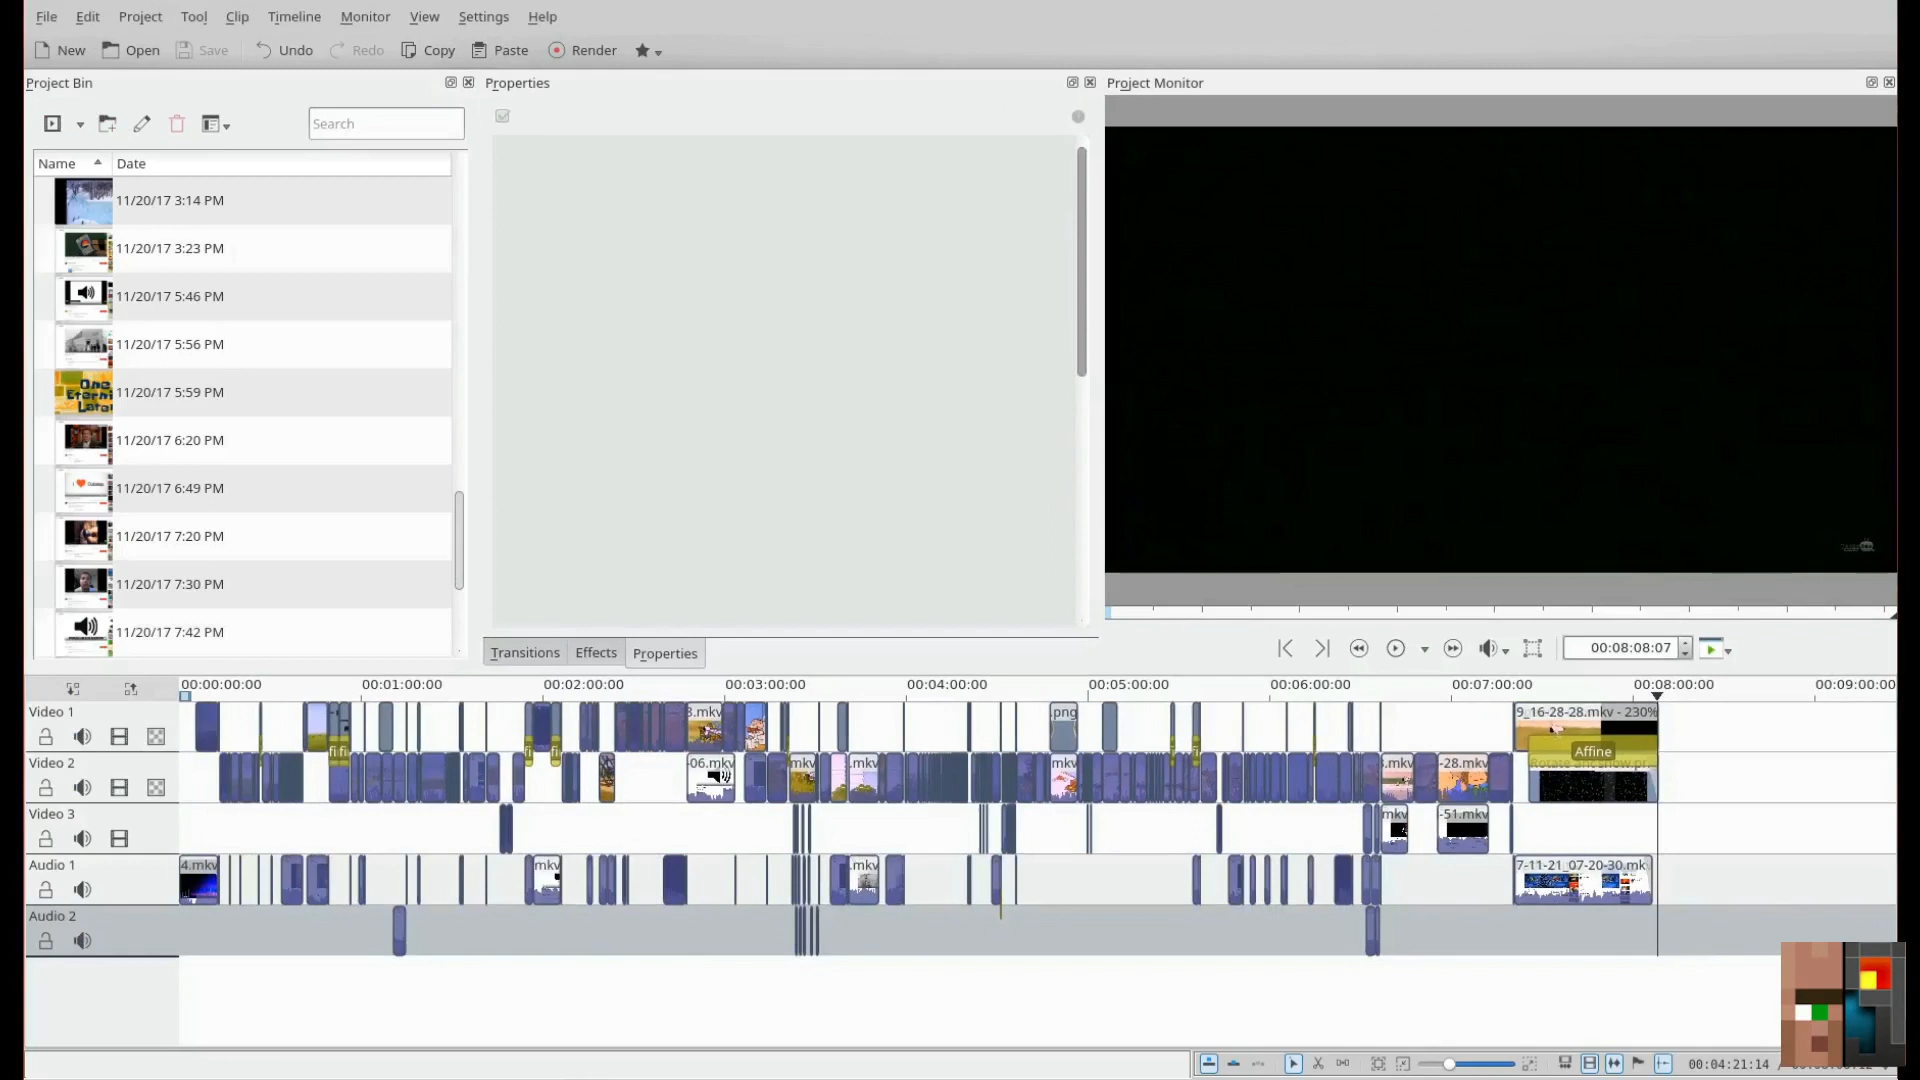 File Edit Project Tool Clip Timeline Monitor View Settings Help
New Open Save Undo Redo Copy Paste Render
Project Bin
Properties
Project Monitor
Search
Name Date
11/20/17 3:14 PM
11/20/17 3:23 PM
11/20/17 5:46 PM
11/20/17 5:56 PM
One
11/20/17 5:59 PM
11/20/17 6:20 PM
11/20/17 6:49 PM
11/20/17 7:20 PM
11/20/17 7:30 PM
11/20/17 7:42 PM
Transitions Effects Properties
00:08:08:07
00:00:00:00 00:01:00:00 00:02:00:00 00:03:00:00 00:04:00:00 00:05:00:00 00:06:00:00 00:07:00:00 00:08:00:00 00:09:00:00
Video 1
.png
9_16-28-28.mkv - 230%
fi fi fi fi fi
Affine
Video 2
-06.mkv mkv .mkv mkv .mkv -28.mkv
Video 3
mkv -51.mkv
Audio 1
4.mkv mkv .mkv 7-11-21_07-20-30.mk
Audio 2
00:04:21:14 /